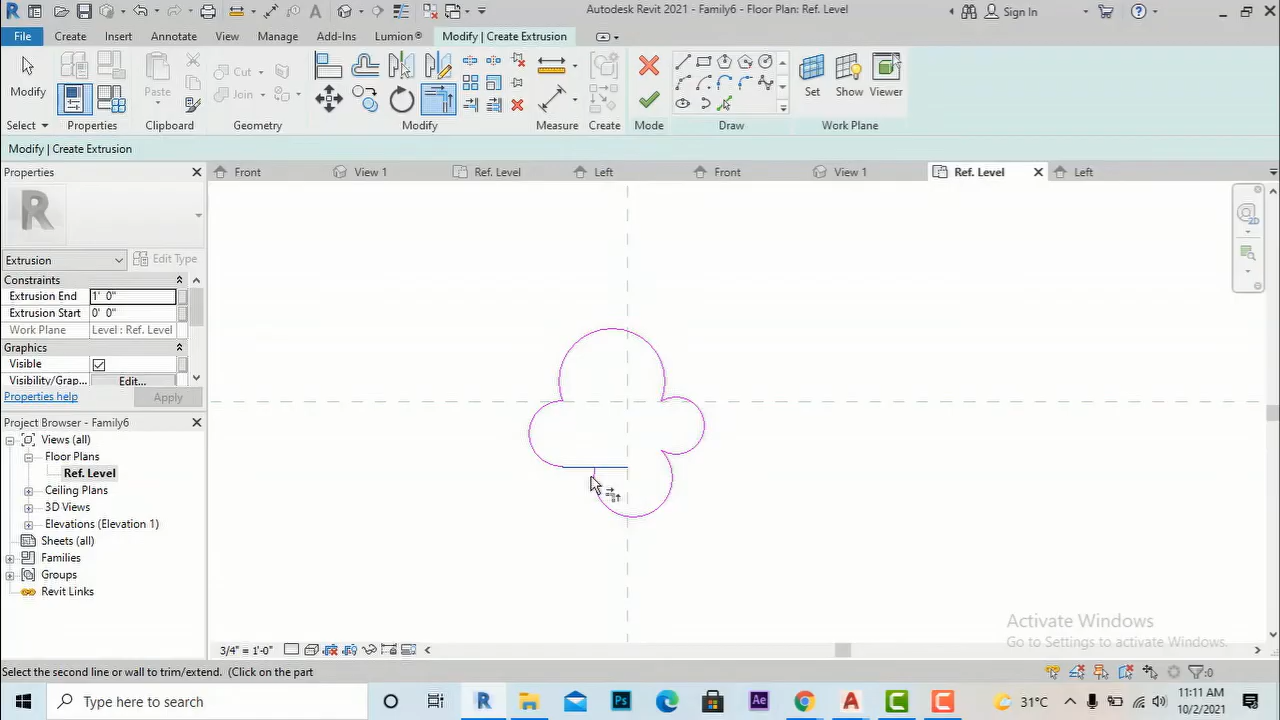 Autodesk Revit 2021 - Family6 - Floor Plan: Ref. Level
Sign In
File Create Insert Annotate View Manage Add-Ins Lumion® Modify | Create Extrusion
Modify
Paste
Cut
Join
Set Show Viewer
Select Properties Clipboard Geometry Modify Measure Create Mode Draw Work Plane
Modify | Create Extrusion
Properties
Front View 1 Ref. Level Left Front View 1 Ref. Level Left
2D
R
Extrusion Edit Type
Constraints
Extrusion End 1' 0"
Extrusion Start 0' 0"
Work Plane Level : Ref. Level
Graphics
Visible
Visibility/Grap... Edit...
Properties help Apply
Project Browser - Family6
Views (all)
Floor Plans
Ref. Level
Ceiling Plans
3D Views
Elevations (Elevation 1)
Sheets (all)
Families
Groups
Revit Links
Activate Windows
Go to Settings to activate Windows.
3/4" = 1'-0"
Select the second line or wall to trim/extend. (Click on the part
:0
Type here to search
R Ps Ae A C C
31°C
11:11 AM
10/2/2021